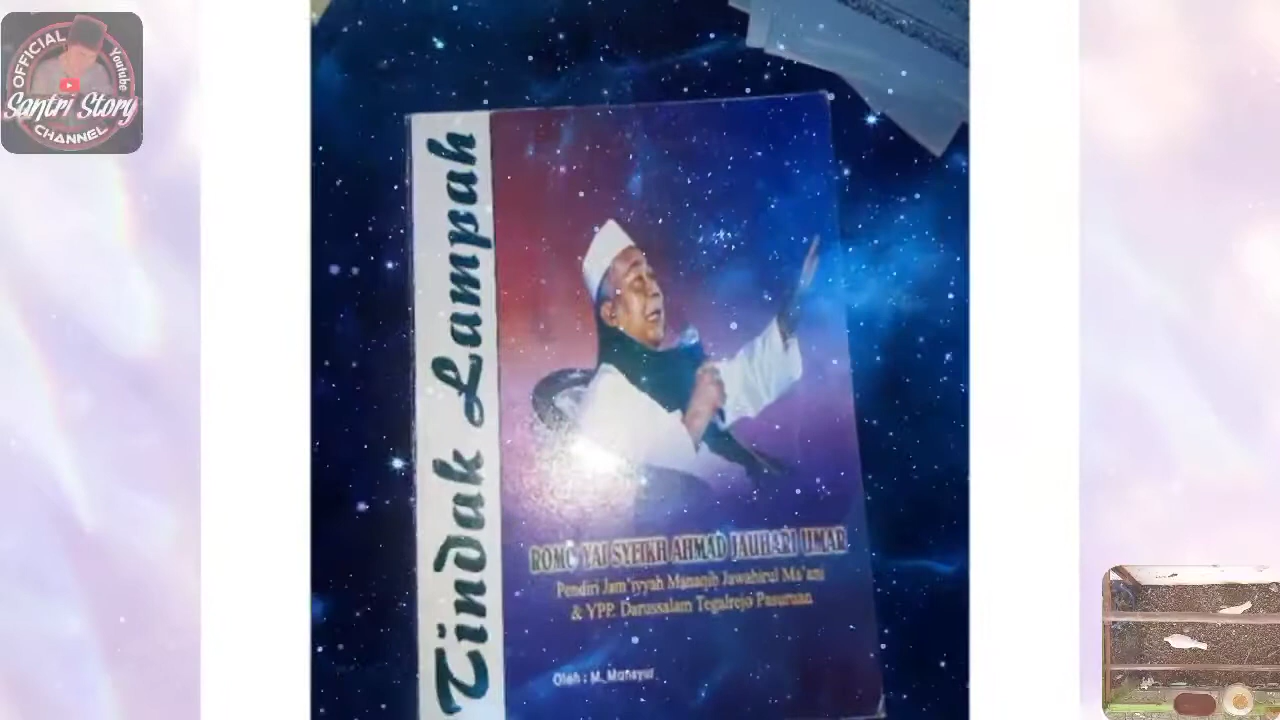 OFFICIAL
Youtube
Santri Story
CHANNEL
Tindak Lampah
ROMO YAI SYEIKH AHMAD JAUHARI UMAR
Pendiri Jam'iyyah Manaqib Jawahirul Ma'ani
& YPP. Darussalam Tegalrejo Pasuruan
Oleh : M. Mansyur